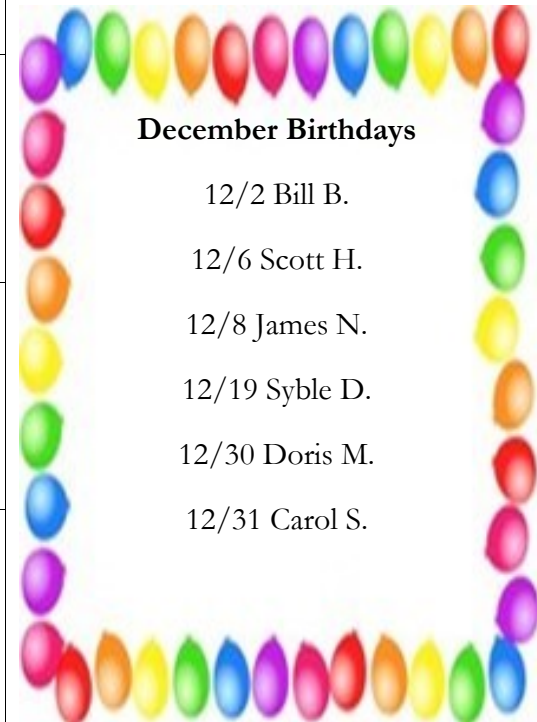 December Birthdays
12/2 Bill B.
12/6 Scott H.
12/8 James N.
12/19 Syble D.
12/30 Doris M.
12/31 Carol S.